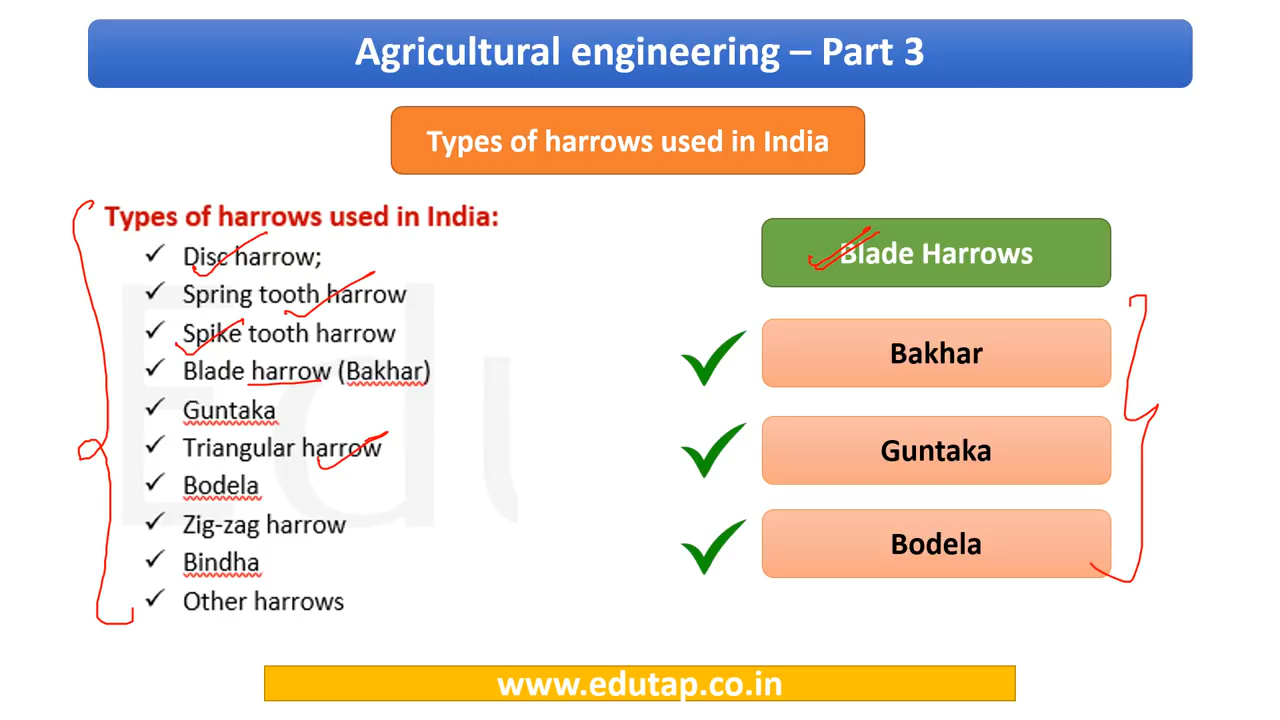 Agricultural engineering – Part 3
Types of harrows used in India
Types of harrows used in India:
✓ Disc harrow;
✓ Spring tooth harrow
✓ Spike tooth harrow
✓ Blade harrow (Bakhar)
✓ Guntaka
✓ Triangular harrow
✓ Bodela
✓ Zig-zag harrow
✓ Bindha
✓ Other harrows
Blade Harrows
Bakhar
Guntaka
Bodela
www.edutap.co.in
Edu